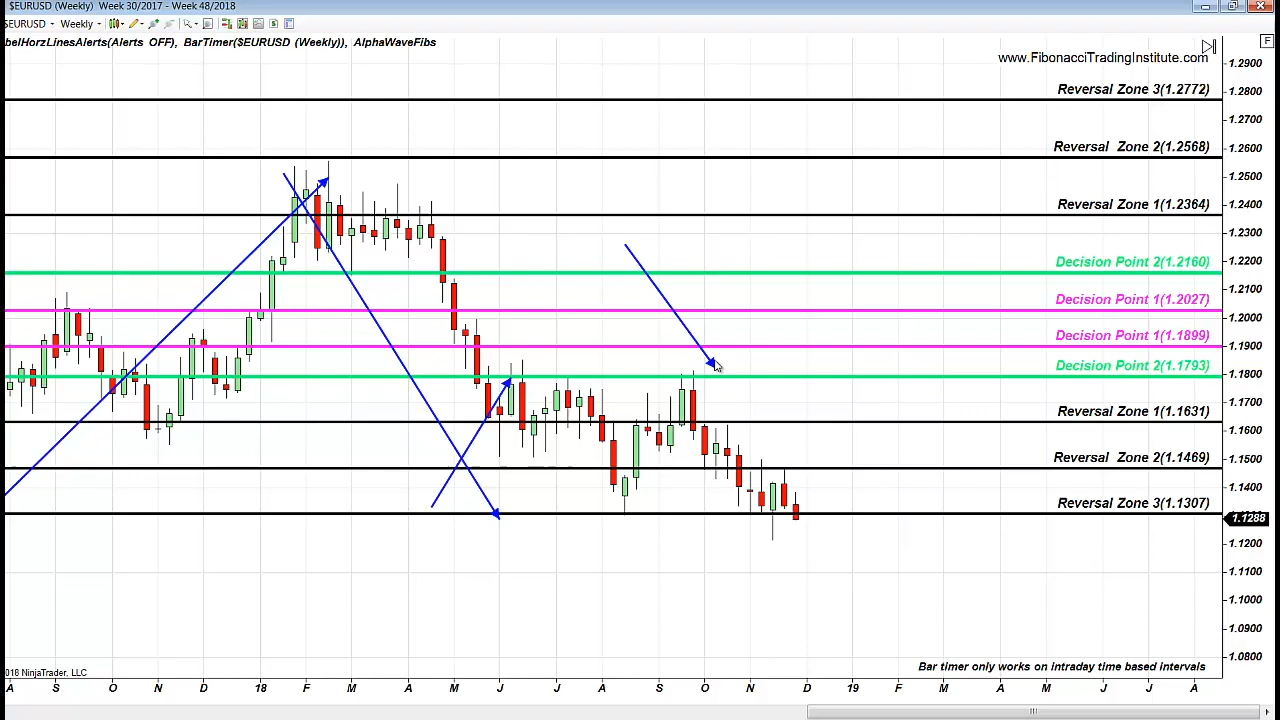 $EURUSD (Weekly) Week 30/2017 - Week 48/2018
$EURUSD Weekly
belHorzLinesAlerts(Alerts OFF), BarTimer($EURUSD (Weekly)), AlphaWaveFibs
F
www.FibonacciTradingInstitute.com
1.2900
Reversal Zone 3(1.2772)
1.2800
1.2700
Reversal Zone 2(1.2568)
1.2600
1.2500
Reversal Zone 1(1.2364)
1.2400
1.2300
Decision Point 2(1.2160)
1.2200
1.2100
Decision Point 1(1.2027)
1.2000
Decision Point 1(1.1899)
1.1900
Decision Point 2(1.1793)
1.1800
1.1700
Reversal Zone 1(1.1631)
1.1600
Reversal Zone 2(1.1469)
1.1500
1.1400
Reversal Zone 3(1.1307)
1.1288
1.1200
1.1100
1.1000
1.0900
1.0800
Bar timer only works on intraday time based intervals
018 NinjaTrader, LLC
A S O N D 18 F M A M J J A S O N D 19 F M A M J J A